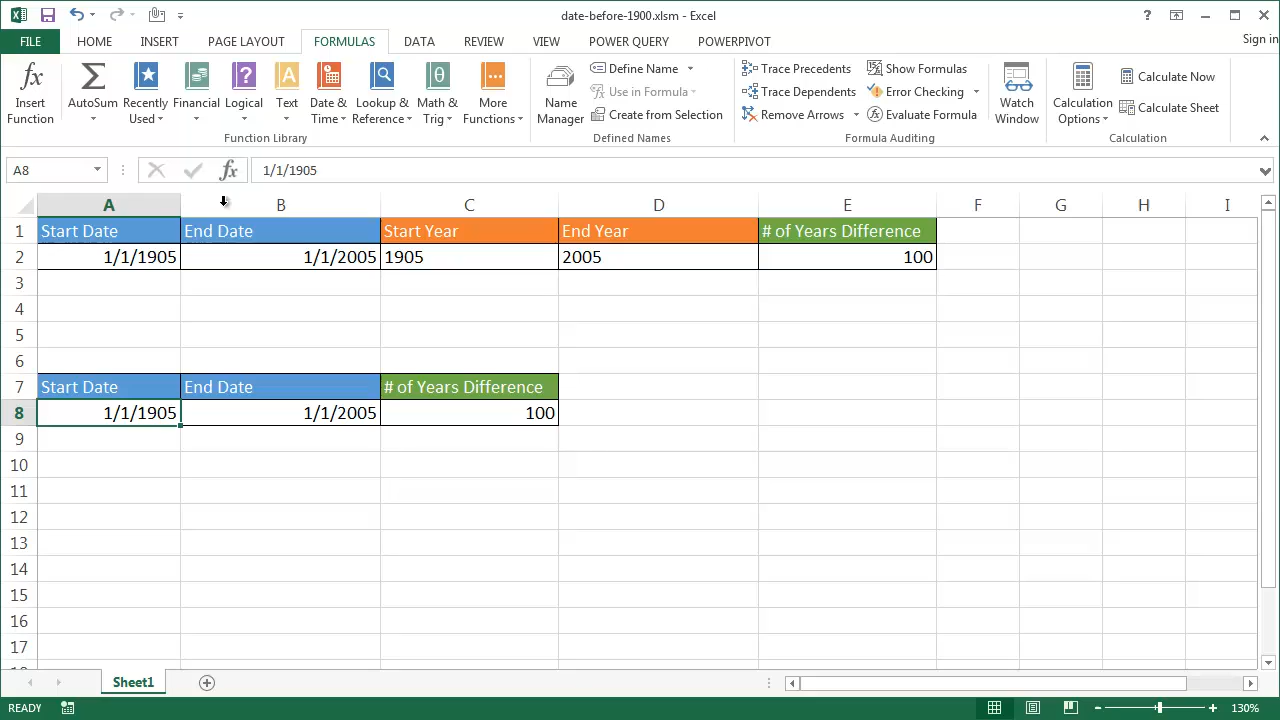 date-before-1900.xlsm - Excel
?
FILE HOME INSERT PAGE LAYOUT FORMULAS DATA REVIEW VIEW POWER QUERY POWERPIVOT Sign in
Insert Function
AutoSum
Recently Used
Financial
Logical
Text
Date & Time
Lookup & Reference
Math & Trig
More Functions
Function Library
Name Manager
Define Name
Use in Formula
Create from Selection
Defined Names
Trace Precedents
Trace Dependents
Remove Arrows
Show Formulas
Error Checking
Evaluate Formula
Formula Auditing
Watch Window
Calculation Options
Calculate Now
Calculate Sheet
Calculation
A8 fx 1/1/1905
A B C D E F G H I
1 Start Date End Date Start Year End Year # of Years Difference
2 1/1/1905 1/1/2005 1905 2005 100
3
4
5
6
7 Start Date End Date # of Years Difference
8 1/1/1905 1/1/2005 100
9
10
11
12
13
14
15
16
17
Sheet1
READY 130%